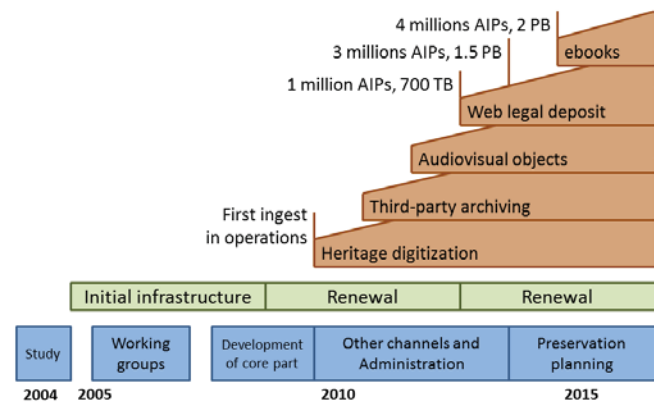 4 millions AIPs, 2 PB
3 millions AIPs, 1.5 PB
ebooks
1 million AIPs, 700 TB
Web legal deposit
Audiovisual objects
Third-party archiving
First ingest
in operations
Heritage digitization
Initial infrastructure
Renewal
Renewal
Study
Working
groups
Development
of core part
Other channels and
Administration
Preservation
planning
2004
2005
2010
2015